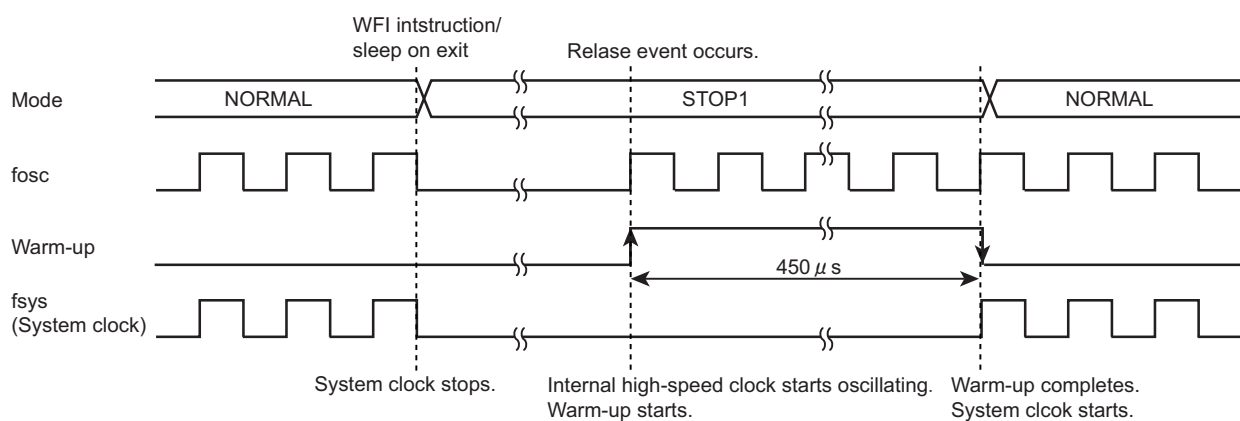 WFI intstruction/
sleep on exit
Relase event occurs.
Mode
NORMAL
STOP1
NORMAL
fosc
Warm-up
450 μ s
fsys
(System clock)
System clock stops.
Internal high-speed clock starts oscillating.
Warm-up starts.
Warm-up completes.
System clcok starts.